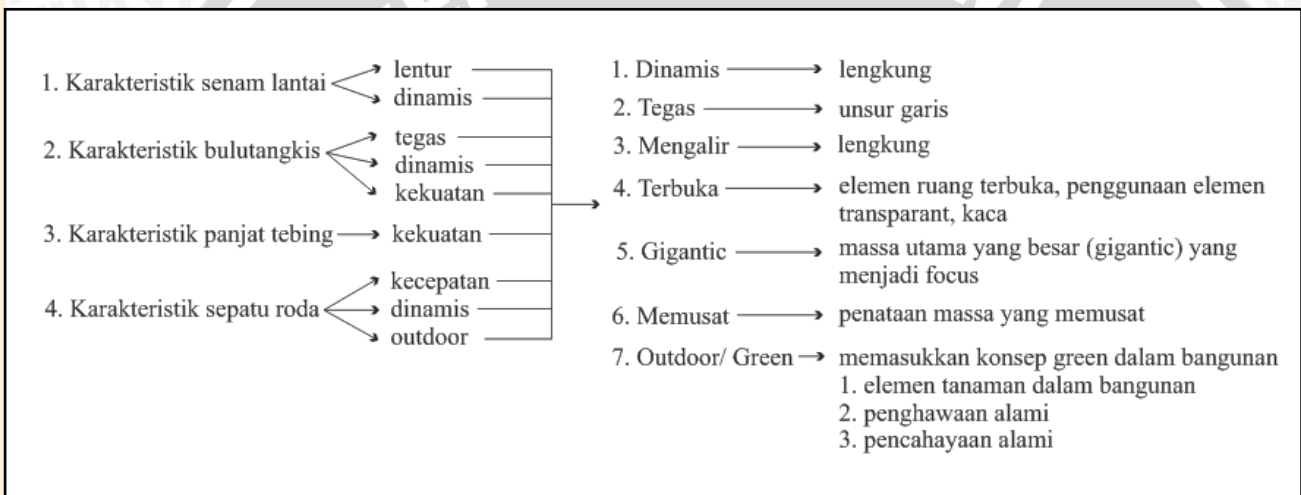 1. Karakteristik senam lantai
lentur
dinamis
2. Karakteristik bulutangkis
tegas
dinamis
kekuatan
3. Karakteristik panjat tebing
kekuatan
4. Karakteristik sepatu roda
kecepatan
dinamis
outdoor
1. Dinamis
lengkung
2. Tegas
unsur garis
3. Mengalir
lengkung
4. Terbuka
elemen ruang terbuka, penggunaan elemen
transparant, kaca
5. Gigantic
massa utama yang besar (gigantic) yang
menjadi focus
6. Memusat
penataan massa yang memusat
7. Outdoor/ Green
memasukkan konsep green dalam bangunan
1. elemen tanaman dalam bangunan
2. penghawaan alami
3. pencahayaan alami